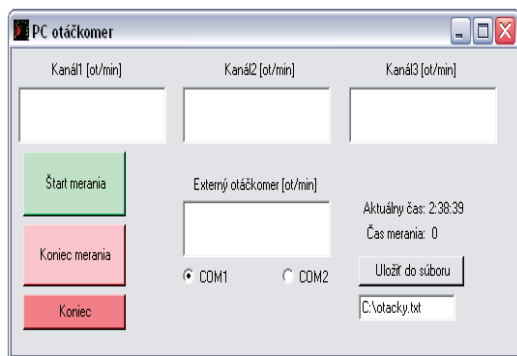 PC otáčkomer
Kanál1 [ot/min] Kanál2 [ot/min] Kanál3 [ot/min]
Štart merania
Externý otáčkomer [ot/min]
Aktuálny čas: 2:38:39
Čas merania: 0
Koniec merania
COM1 COM2
Uložiť do súboru
Koniec
C:\otacky.txt